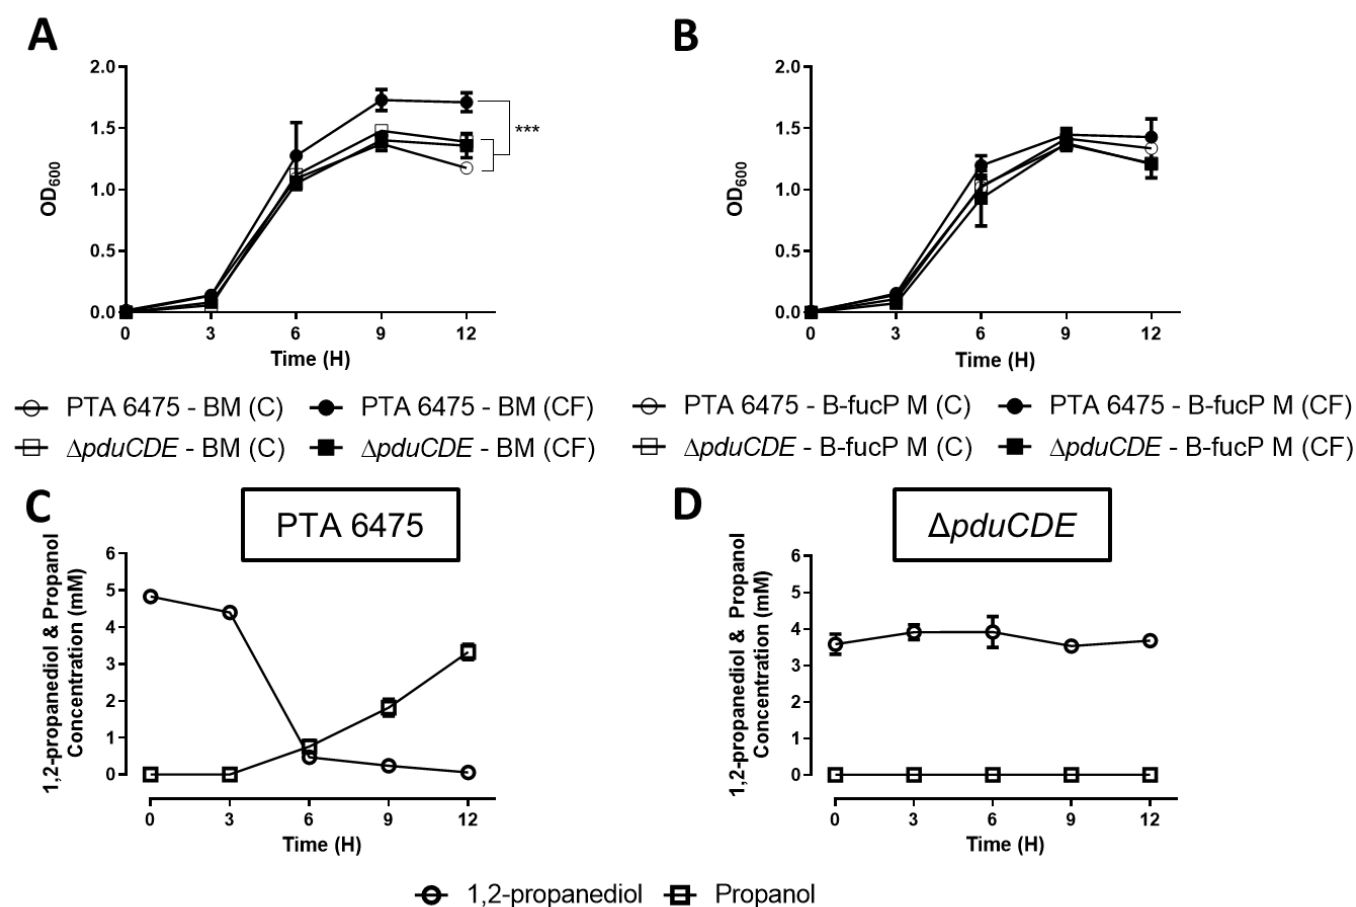 A
2.0
1.5
1.0
0.5
0.0
OD600
***
0 3 6 9 12
Time (H)
B
2.0
1.5
1.0
0.5
0.0
OD600
0 3 6 9 12
Time (H)
PTA 6475 - BM (C) PTA 6475 - BM (CF)
ΔpduCDE - BM (C) ΔpduCDE - BM (CF)
PTA 6475 - B-fucP M (C) PTA 6475 - B-fucP M (CF)
ΔpduCDE - B-fucP M (C) ΔpduCDE - B-fucP M (CF)
C
PTA 6475
1,2-propanediol & Propanol
Concentration (mM)
6
5
4
3
2
1
0
0 3 6 9 12
Time (H)
D
ΔpduCDE
1,2-propanediol & Propanol
Concentration (mM)
6
5
4
3
2
1
0
0 3 6 9 12
Time (H)
1,2-propanediol Propanol